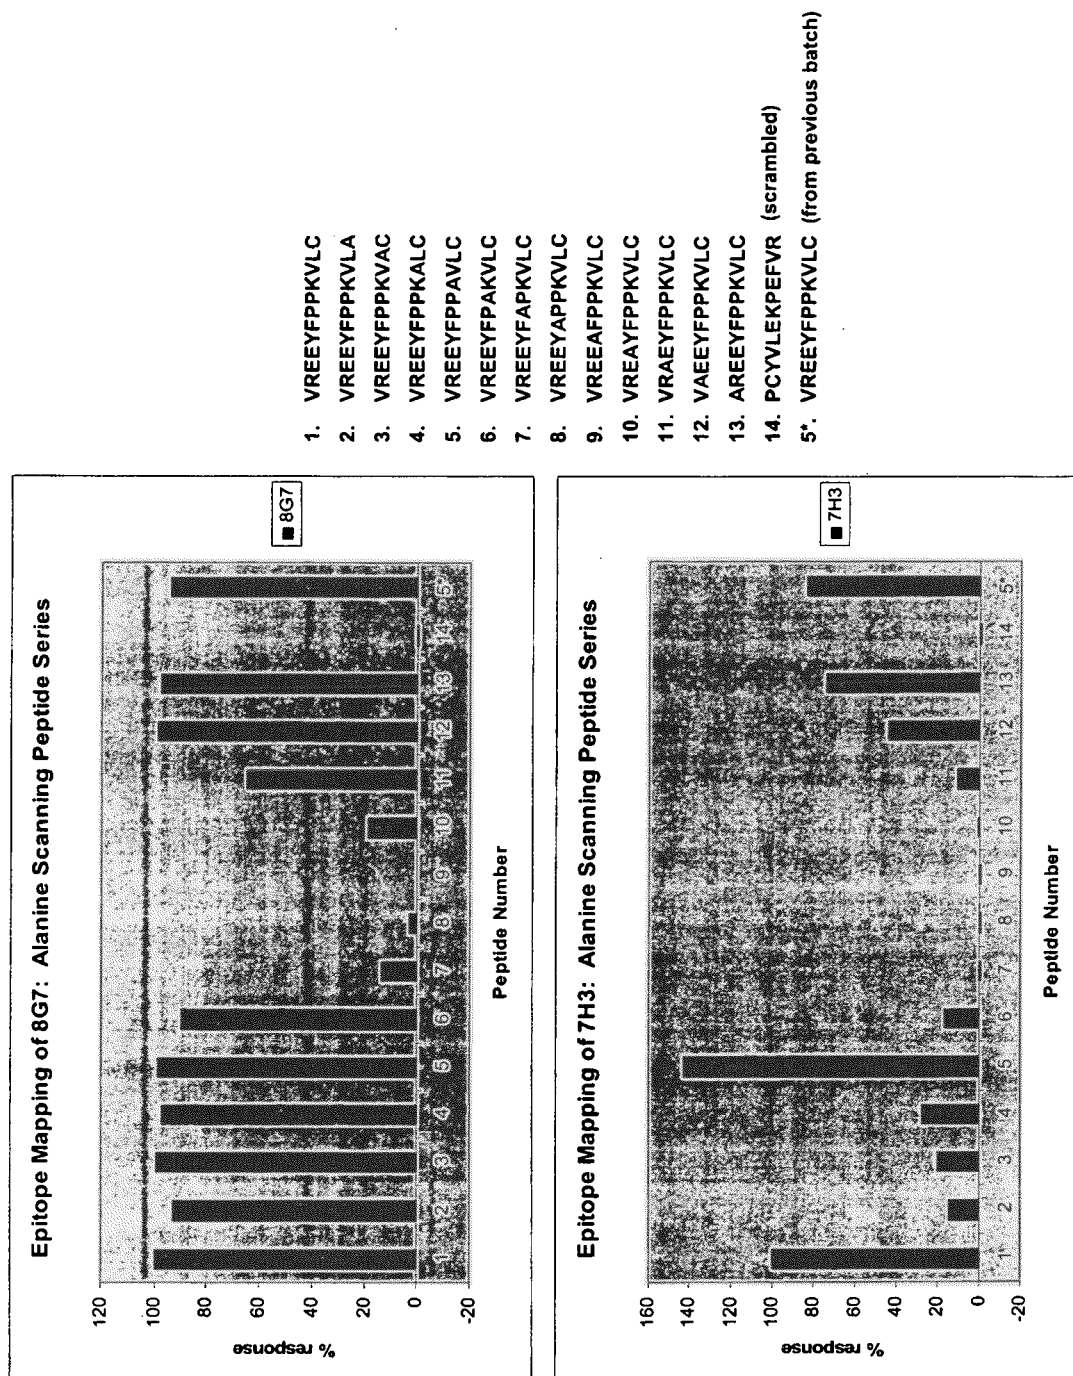 Epitope Mapping of 8G7: Alanine Scanning Peptide Series
% response
120
100
80
60
40
20
0
-20
1
2
3
4
5
6
7
8
9
10
11
12
13
14
5*
Peptide Number
8G7
Epitope Mapping of 7H3: Alanine Scanning Peptide Series
% response
160
140
120
100
80
60
40
20
0
-20
1*
2
3
4
5
6
7
8
9
10
11
12
13
14
5*
Peptide Number
7H3
1. VREEYFPPKVLC
2. VREEYFPPKVLA
3. VREEYFPPKVAC
4. VREEYFPPKALC
5. VREEYFPPAVLC
6. VREEYFPAKVLC
7. VREEYFAPKVLC
8. VREEYAPPKVLC
9. VREEAFPPKVLC
10. VREAYFPPKVLC
11. VRAEYFPPKVLC
12. VAEEYFPPKVLC
13. AREEYFPPKVLC
14. PCYVLEKPEFVR (scrambled)
5*. VREEYFPPKVLC (from previous batch)